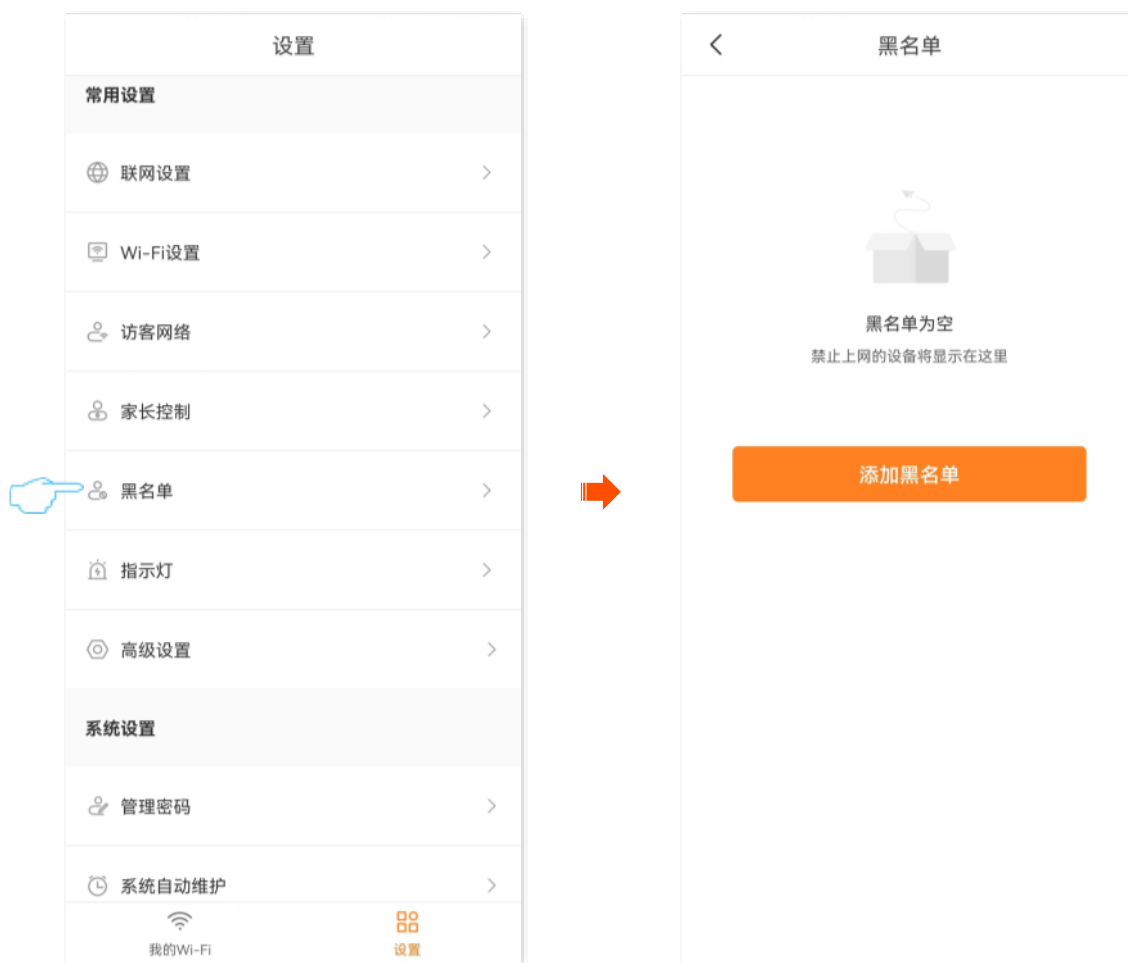 设置
常用设置
联网设置
Wi-Fi设置
访客网络
家长控制
黑名单
指示灯
高级设置
系统设置
管理密码
系统自动维护
我的Wi-Fi
设置
黑名单
黑名单为空
禁止上网的设备将显示在这里
添加黑名单